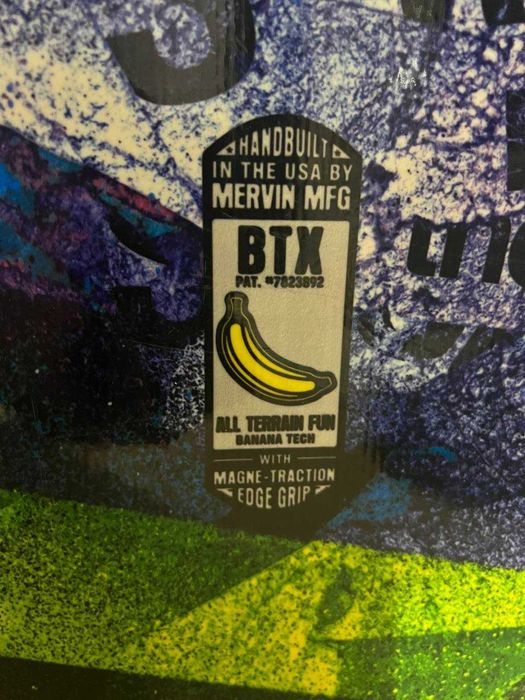 HANDBUILT
IN THE USA BY
MERVIN MFG
BTX
PAT. #7823892
ALL TERRAIN FUN
BANANA TECH
WITH
MAGNE-TRACTION
EDGE GRIP